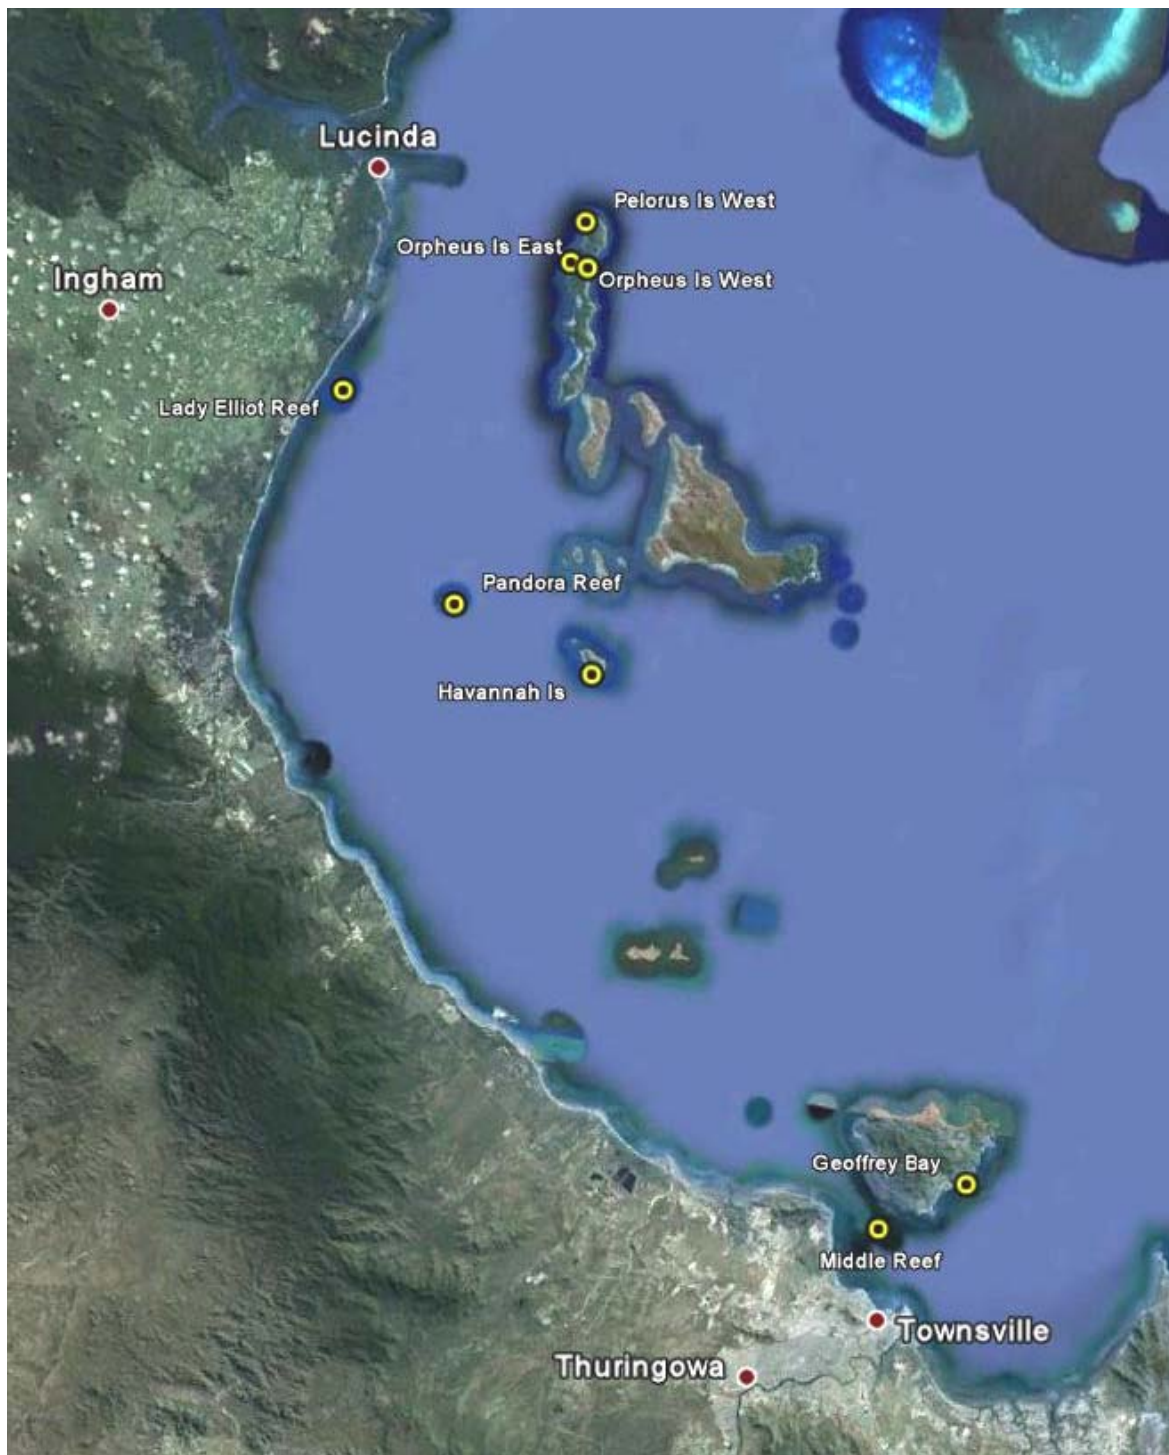 Lucinda
Pelorus Is West
Orpheus Is East
Ingham
Orpheus Is West
Lady Elliot Reef
Pandora Reef
Havannah Is
Geoffrey Bay
Middle Reef
Townsville
Thuringowa